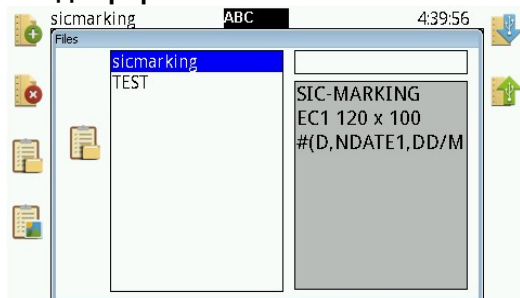 sicmarking ABC 4:39:56
Files
sicmarking
TEST
SIC-MARKING
EC1 120 x 100
#(D,NDATE1,DD/M